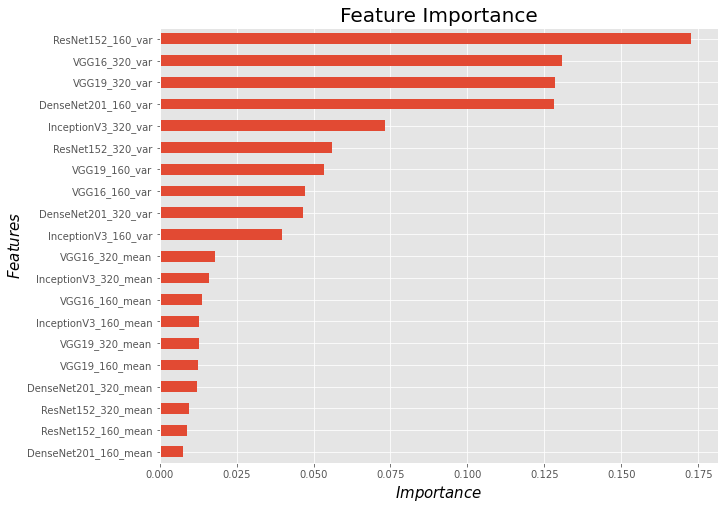 Feature Importance
Features
ResNet152_160_var
VGG16_320_var
VGG19_320_var
DenseNet201_160_var
InceptionV3_320_var
ResNet152_320_var
VGG19_160_var
VGG16_160_var
DenseNet201_320_var
InceptionV3_160_var
VGG16_320_mean
InceptionV3_320_mean
VGG16_160_mean
InceptionV3_160_mean
VGG19_320_mean
VGG19_160_mean
DenseNet201_320_mean
ResNet152_320_mean
ResNet152_160_mean
DenseNet201_160_mean
0.000 0.025 0.050 0.075 0.100 0.125 0.150 0.175
Importance